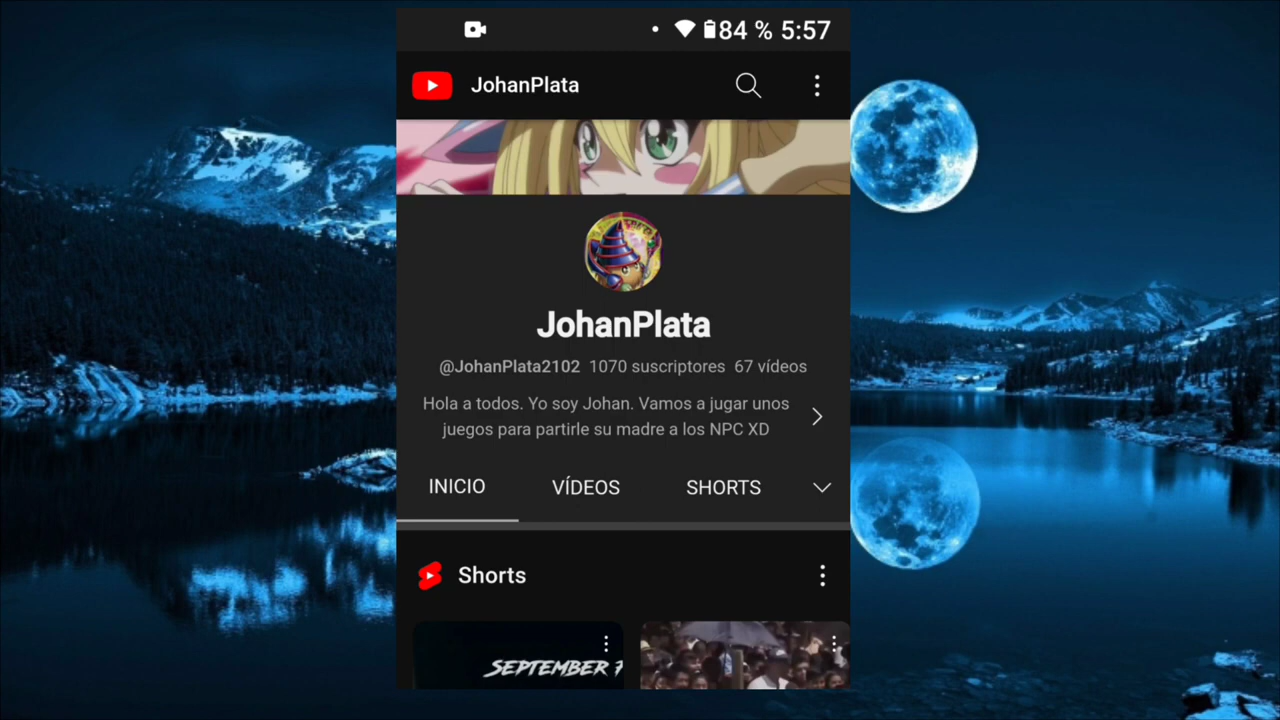 84 % 5:57
JohanPlata
JohanPlata
@JohanPlata2102 1070 suscriptores 67 vídeos
Hola a todos. Yo soy Johan. Vamos a jugar unos
juegos para partirle su madre a los NPC XD
INICIO VÍDEOS SHORTS
Shorts
SEPTEMBER